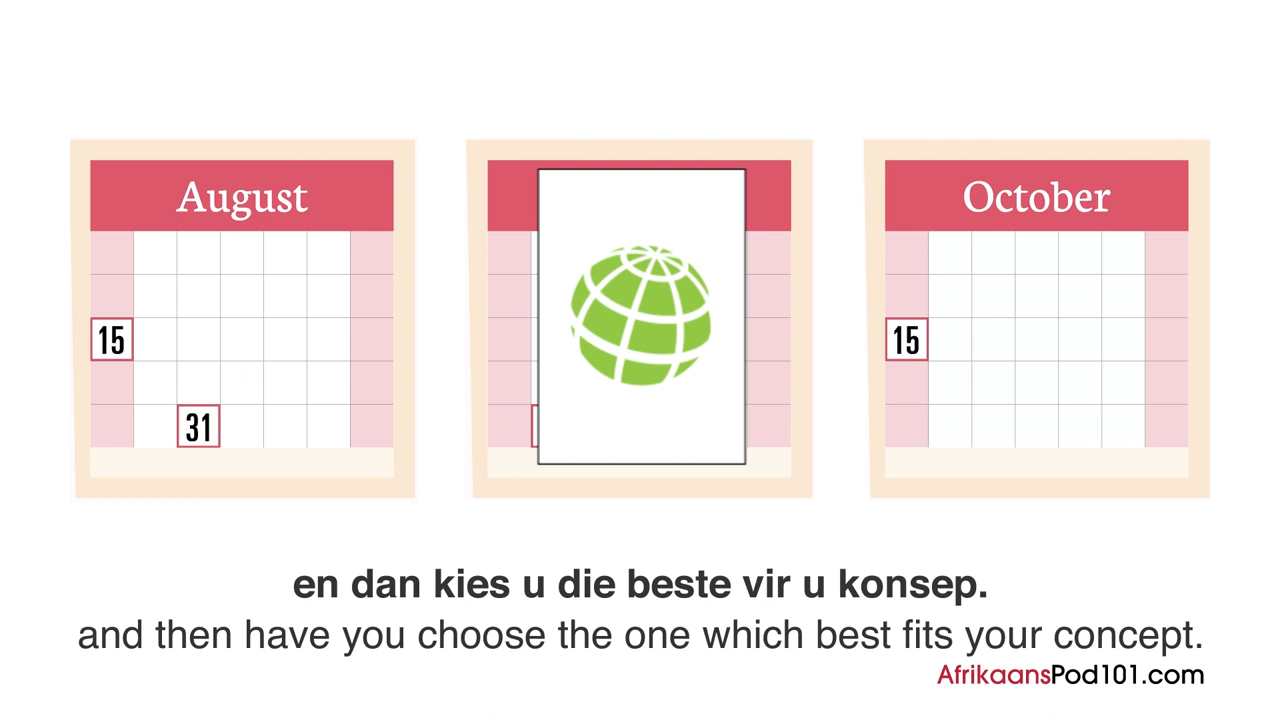 August
October
15
15
31
en dan kies u die beste vir u konsep.
and then have you choose the one which best fits your concept.
AfrikaansPod101.com